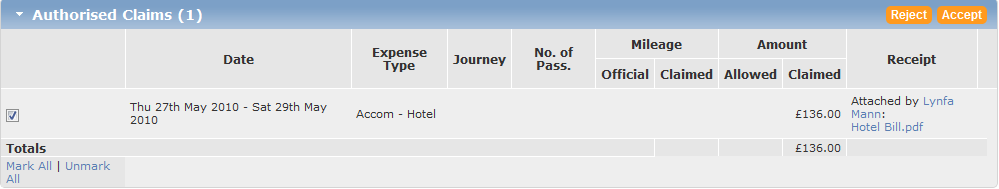 Authorised Claims (1)
Reject Accept
Date
Expense
Type
Journey
No. of
Pass.
Mileage
Official Claimed
Amount
Allowed Claimed
Receipt
Thu 27th May 2010 - Sat 29th May
2010
Accom - Hotel
£136.00
Attached by Lynfa
Mann:
Hotel Bill.pdf
Totals
£136.00
Mark All | Unmark
All